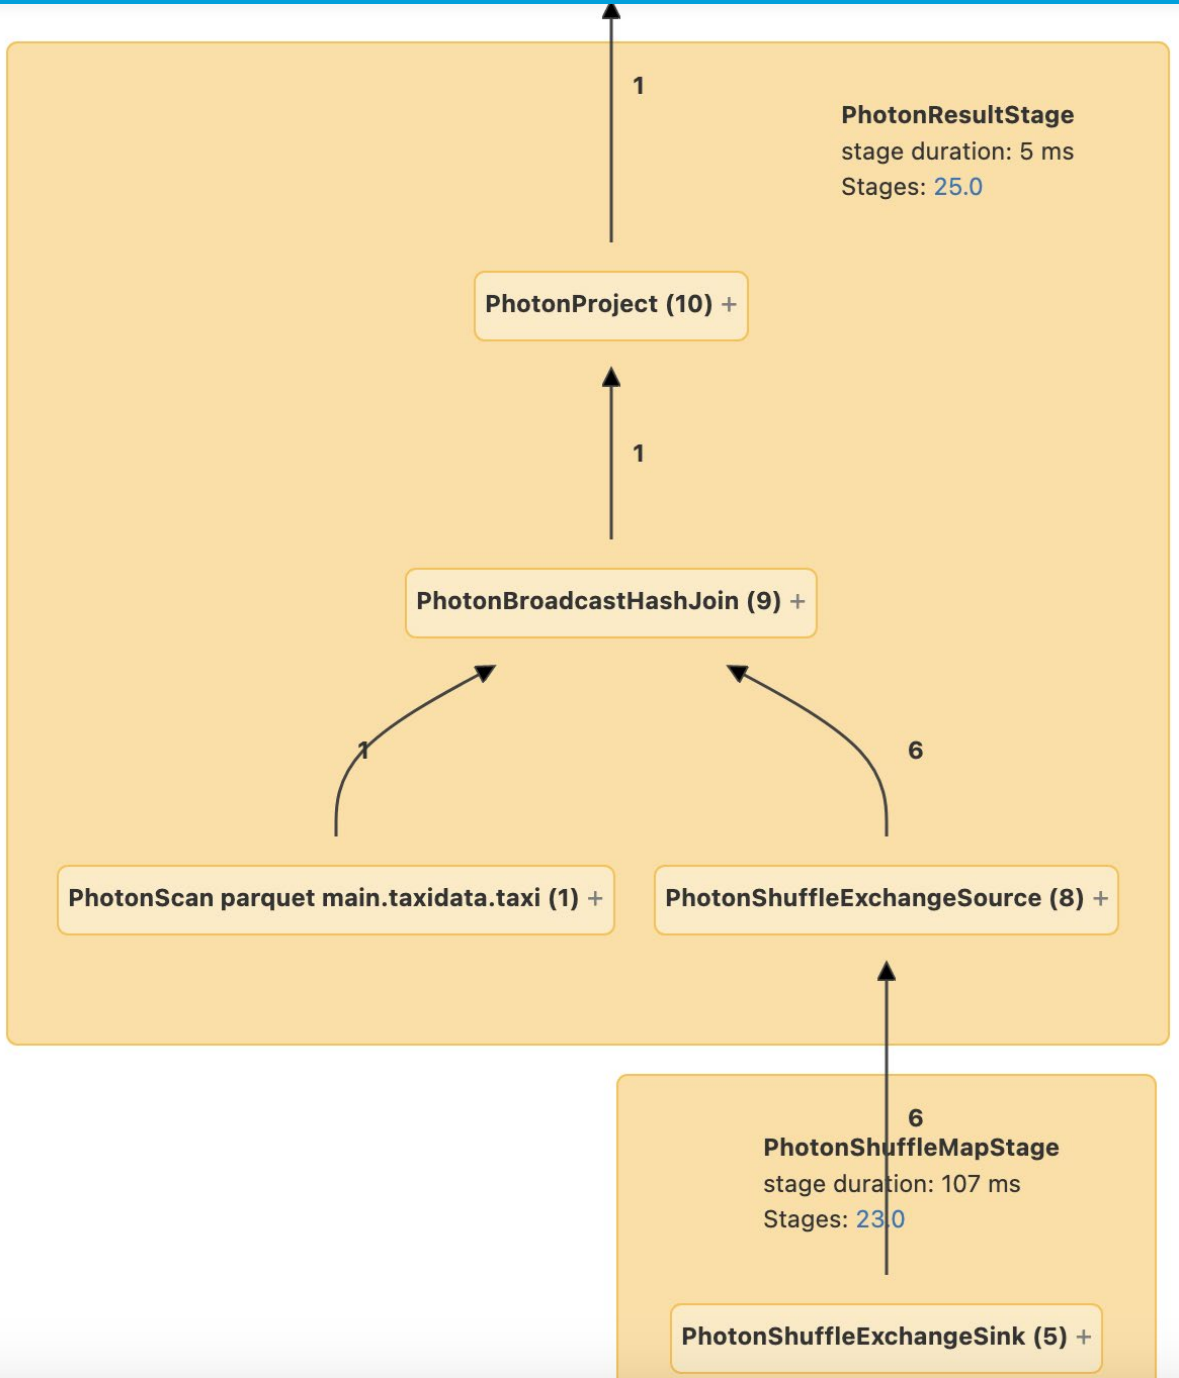 1
PhotonResultStage
stage duration: 5 ms
Stages: 25.0
PhotonProject (10) +
1
PhotonBroadcastHashJoin (9) +
1
6
PhotonScan parquet main.taxidata.taxi (1) +
PhotonShuffleExchangeSource (8) +
6
PhotonShuffleMapStage
stage duration: 107 ms
Stages: 23.0
PhotonShuffleExchangeSink (5) +